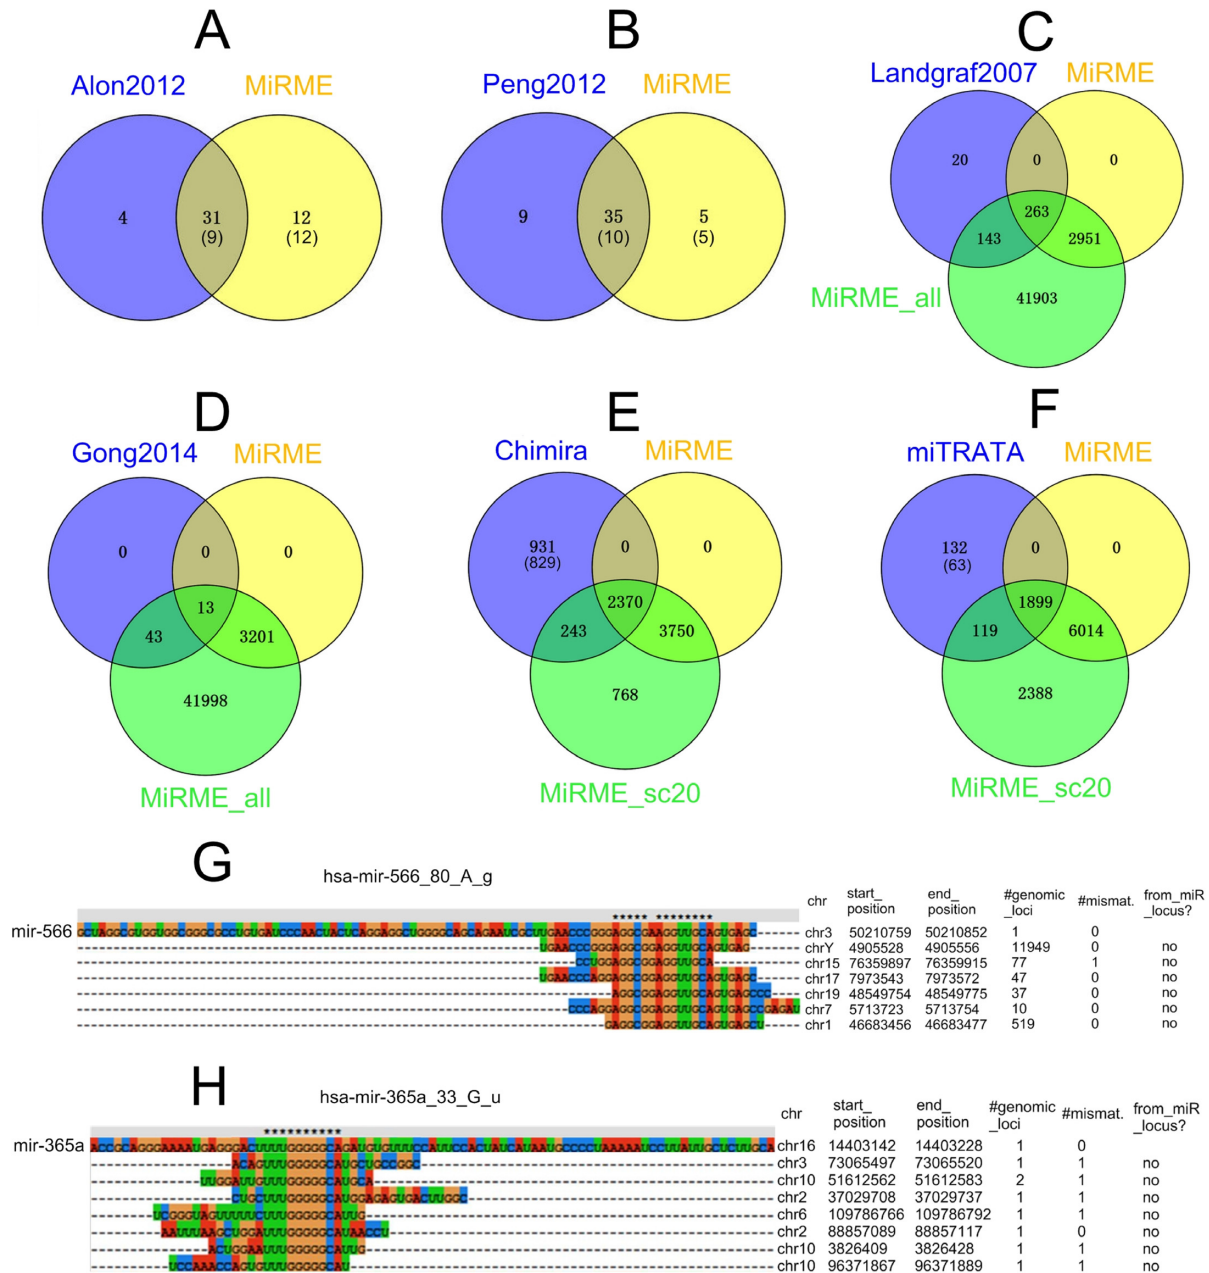 A
Alon2012 MiRME
4 31 12
(9) (12)
B
Peng2012 MiRME
9 35 5
(10) (5)
C
Landgraf2007 MiRME
20 0 0
263
143 2951
MiRME_all
41903
D
Gong2014 MiRME
0 0 0
13
43 3201
41998
MiRME_all
E
Chimira MiRME
931 0 0
(829)
2370
243 3750
768
MiRME_sc20
F
miTRATA MiRME
132 0 0
(63)
1899
119 6014
2388
MiRME_sc20
G
hsa-mir-566_80_A_g
chr start_ end_ #genomic #mismat. from_miR
position position _loci _locus?
***** ********
mir-566 chr3 50210759 50210852 1 0
chrY 4905528 4905556 11949 0 no
chr15 76359897 76359915 77 1 no
chr17 7973543 7973572 47 0 no
chr19 48549754 48549775 37 0 no
chr7 5713723 5713754 10 0 no
chr1 46683456 46683477 519 0 no
H
hsa-mir-365a_33_G_u
chr start_ end_ #genomic #mismat. from_miR
position position _loci _locus?
**********
mir-365a chr16 14403142 14403228 1 0
chr3 73065497 73065520 1 1 no
chr10 51612562 51612583 2 1 no
chr2 37029708 37029737 1 1 no
chr6 109786766 109786792 1 1 no
chr2 88857089 88857117 1 0 no
chr10 3826409 3826428 1 1 no
chr10 96371867 96371889 1 1 no